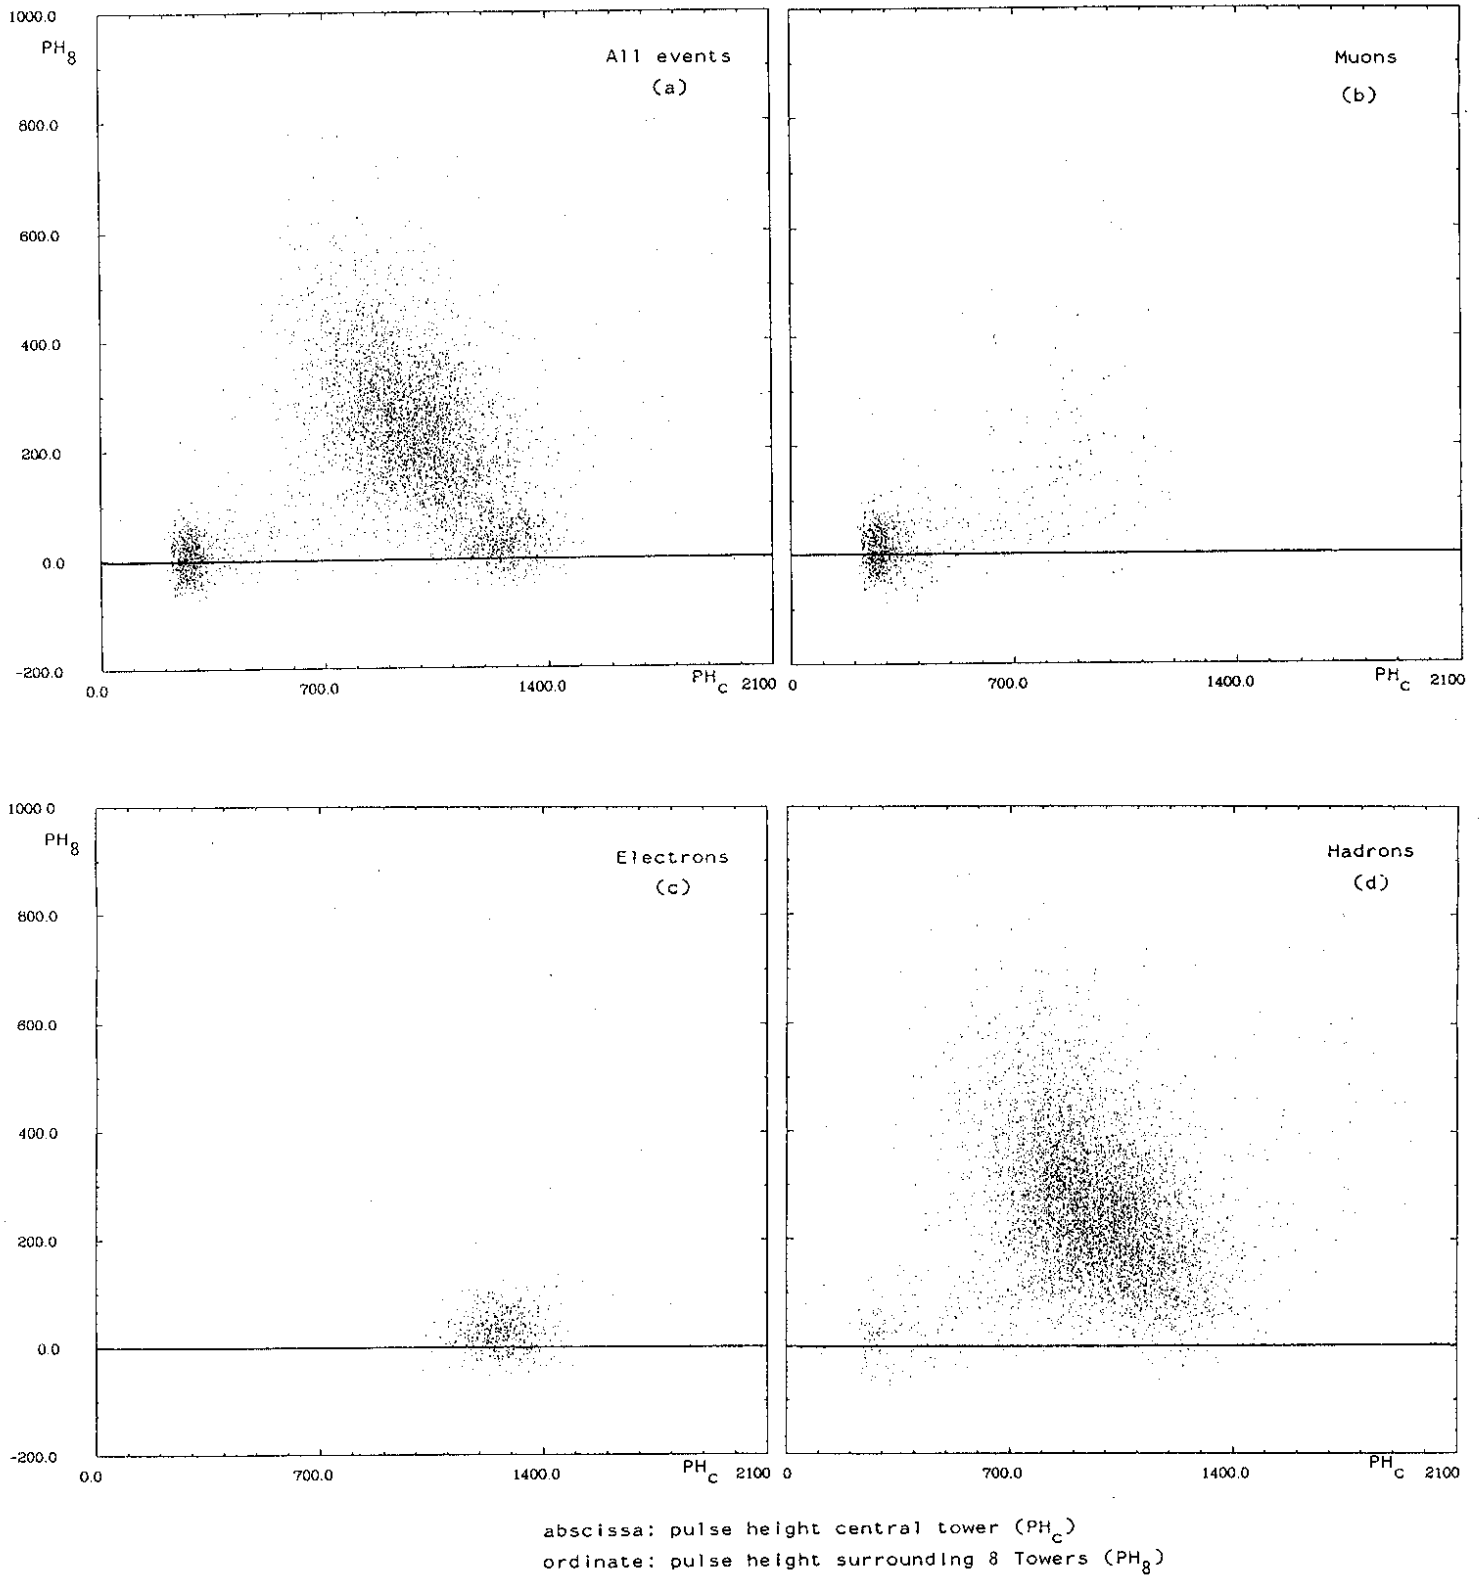 1000.0
PH8
All events
(a)
800.0
600.0
400.0
200.0
0.0
-200.0
0.0 700.0 1400.0 PHC 2100
Muons
(b)
0 700.0 1400.0 PHC 2100
1000.0
PH8
Electrons
(c)
800.0
600.0
400.0
200.0
0.0
-200.0
0.0 700.0 1400.0 PHC 2100
Hadrons
(d)
0 700.0 1400.0 PHC 2100
abscissa: pulse height central tower (PHC)
ordinate: pulse height surrounding 8 Towers (PH8)